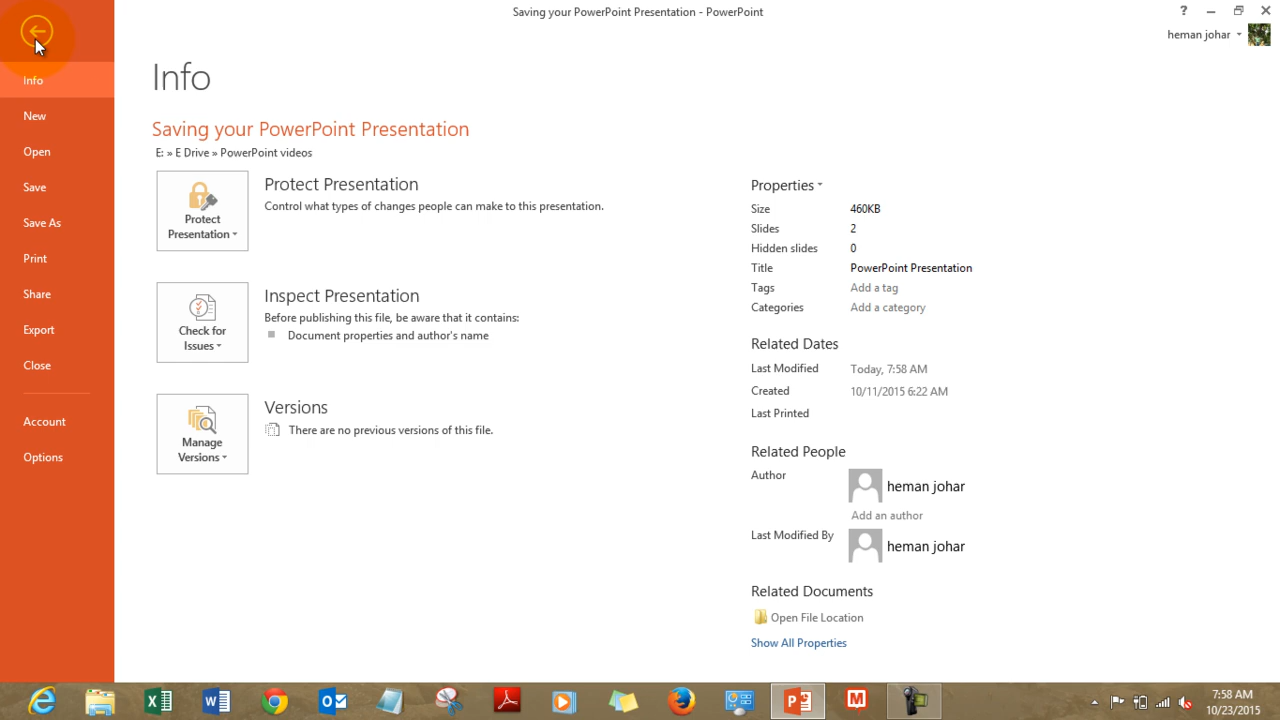 Saving your PowerPoint Presentation - PowerPoint
?
heman johar
Info
New
Open
Save
Save As
Print
Share
Export
Close
Account
Options
Info
Saving your PowerPoint Presentation
E: » E Drive » PowerPoint videos
Protect
Presentation
Protect Presentation
Control what types of changes people can make to this presentation.
Check for
Issues
Inspect Presentation
Before publishing this file, be aware that it contains:
Document properties and author's name
Manage
Versions
Versions
There are no previous versions of this file.
Properties
Size 460KB
Slides 2
Hidden slides 0
Title PowerPoint Presentation
Tags Add a tag
Categories Add a category
Related Dates
Last Modified Today, 7:58 AM
Created 10/11/2015 6:22 AM
Last Printed
Related People
Author heman johar
Add an author
Last Modified By heman johar
Related Documents
Open File Location
Show All Properties
7:58 AM
10/23/2015